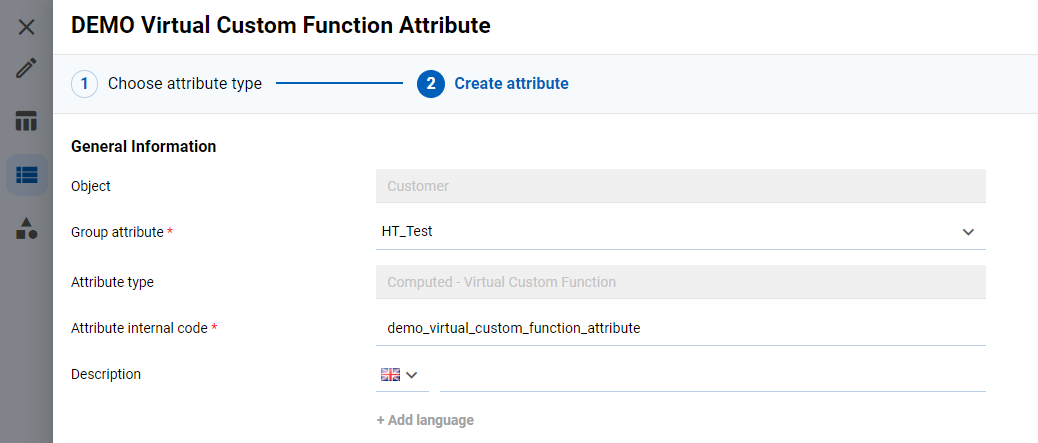 DEMO Virtual Custom Function Attribute
1 Choose attribute type 2 Create attribute
General Information
Object Customer
Group attribute * HT_Test
Attribute type Computed - Virtual Custom Function
Attribute internal code * demo_virtual_custom_function_attribute
Description
+ Add language